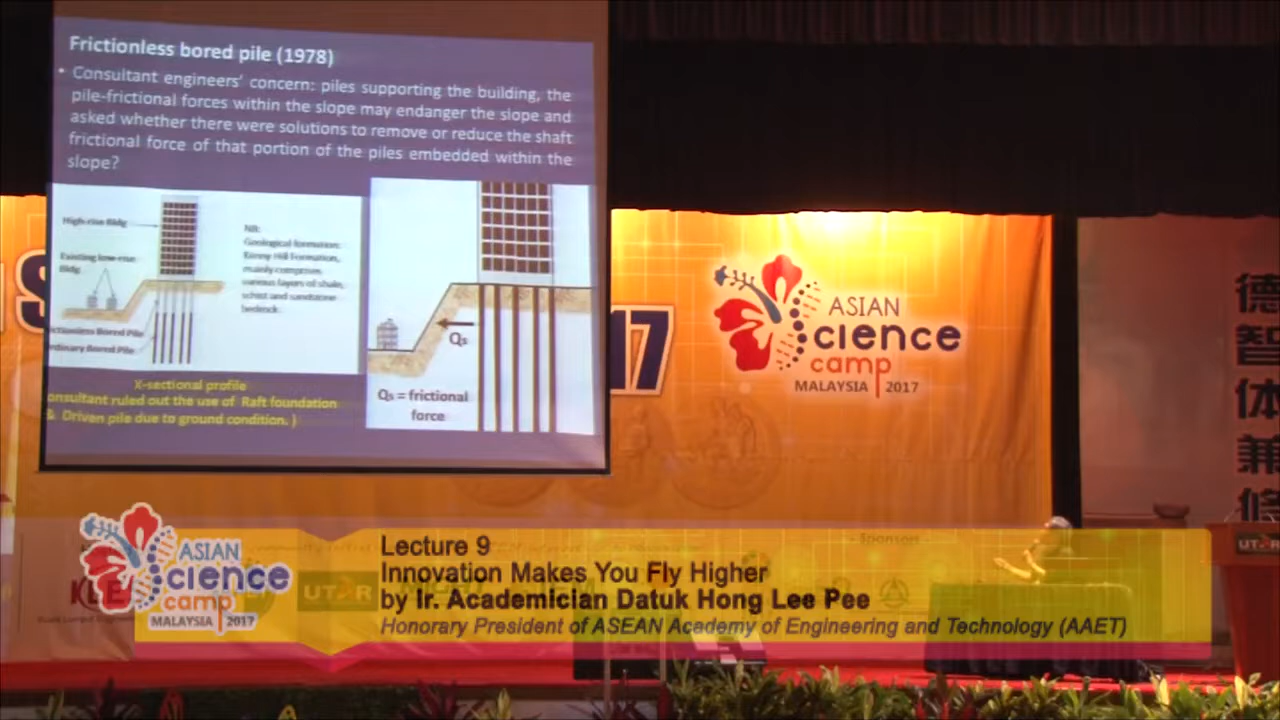 Frictionless bored pile (1978)
• Consultant engineers' concern: piles supporting the building, the
pile-frictional forces within the slope may endanger the slope and
asked whether there were solutions to remove or reduce the shaft
frictional force of that portion of the piles embedded within the
slope?
High-rise Bldg
Existing low-rise
Bldg
NB:
Geological formation:
Kenny Hill Formation,
mainly comprises
various layers of shale,
schist and sandstone
bedrock.
ctionless Bored Pile
rdinary Bored Pile
X-sectional profile
onsultant ruled out the use of Raft foundation
& Driven pile due to ground condition. )
Qs
Qs = frictional
force
S
17
ASIAN
science
camp
MALAYSIA 2017
德
智
体
兼
修
UTAR
ASIAN
science
camp
MALAYSIA 2017
Lecture 9
Innovation Makes You Fly Higher
by Ir. Academician Datuk Hong Lee Pee
Honorary President of ASEAN Academy of Engineering and Technology (AAET)
- Sponsors -
UTAR